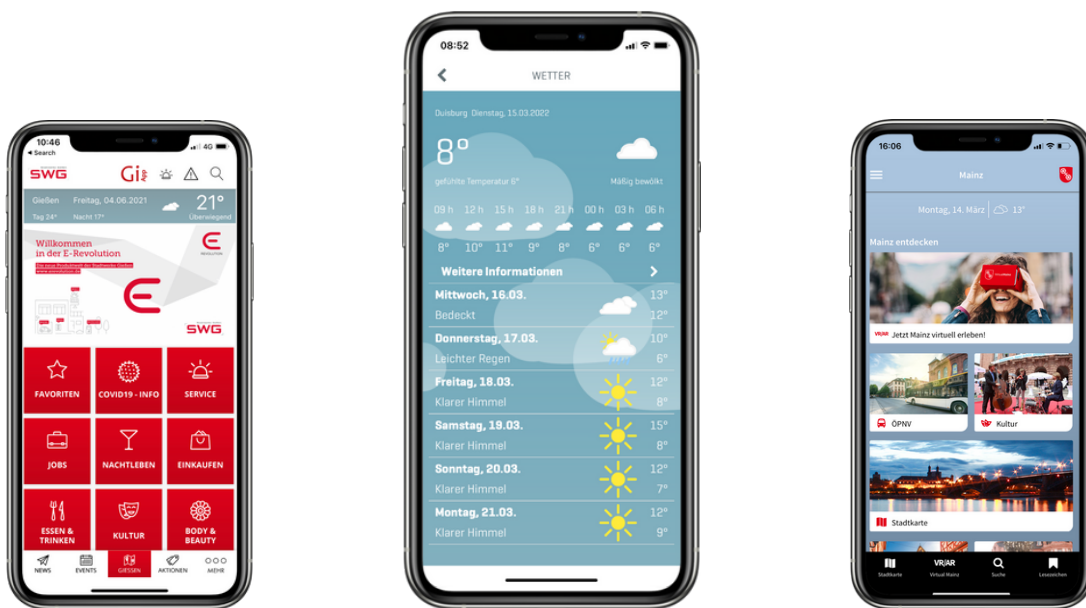 10:46
4G
Search
SWG
Gi App
Gießen Freitag, 04.06.2021 21°
Tag 24° Nacht 17° Überwiegend
Willkommen
in der E-Revolution
REVOLUTION
SWG
FAVORITEN
COVID19 - INFO
SERVICE
JOBS
NACHTLEBEN
EINKAUFEN
ESSEN &
TRINKEN
KULTUR
BODY &
BEAUTY
NEWS
EVENTS
GIESSEN
AKTIONEN
MEHR
08:52
WETTER
Duisburg Dienstag, 15.03.2022
8°
gefühlte Temperatur 6° Mäßig bewölkt
09 h 12 h 15 h 18 h 21 h 00 h 03 h 06 h
8° 10° 11° 9° 8° 6° 6° 6°
Weitere Informationen
Mittwoch, 16.03. 13°
Bedeckt 12°
Donnerstag, 17.03. 10°
Leichter Regen 6°
Freitag, 18.03. 12°
Klarer Himmel 8°
Samstag, 19.03. 15°
Klarer Himmel 8°
Sonntag, 20.03. 12°
Klarer Himmel 7°
Montag, 21.03. 12°
Klarer Himmel 9°
16:06
Mainz
Montag, 14. März 13°
Mainz entdecken
VR/AR Jetzt Mainz virtuell erleben!
ÖPNV
Kultur
Stadtkarte
Stadtkarte
VR/AR
Virtual Mainz
Suche
Lesezeichen